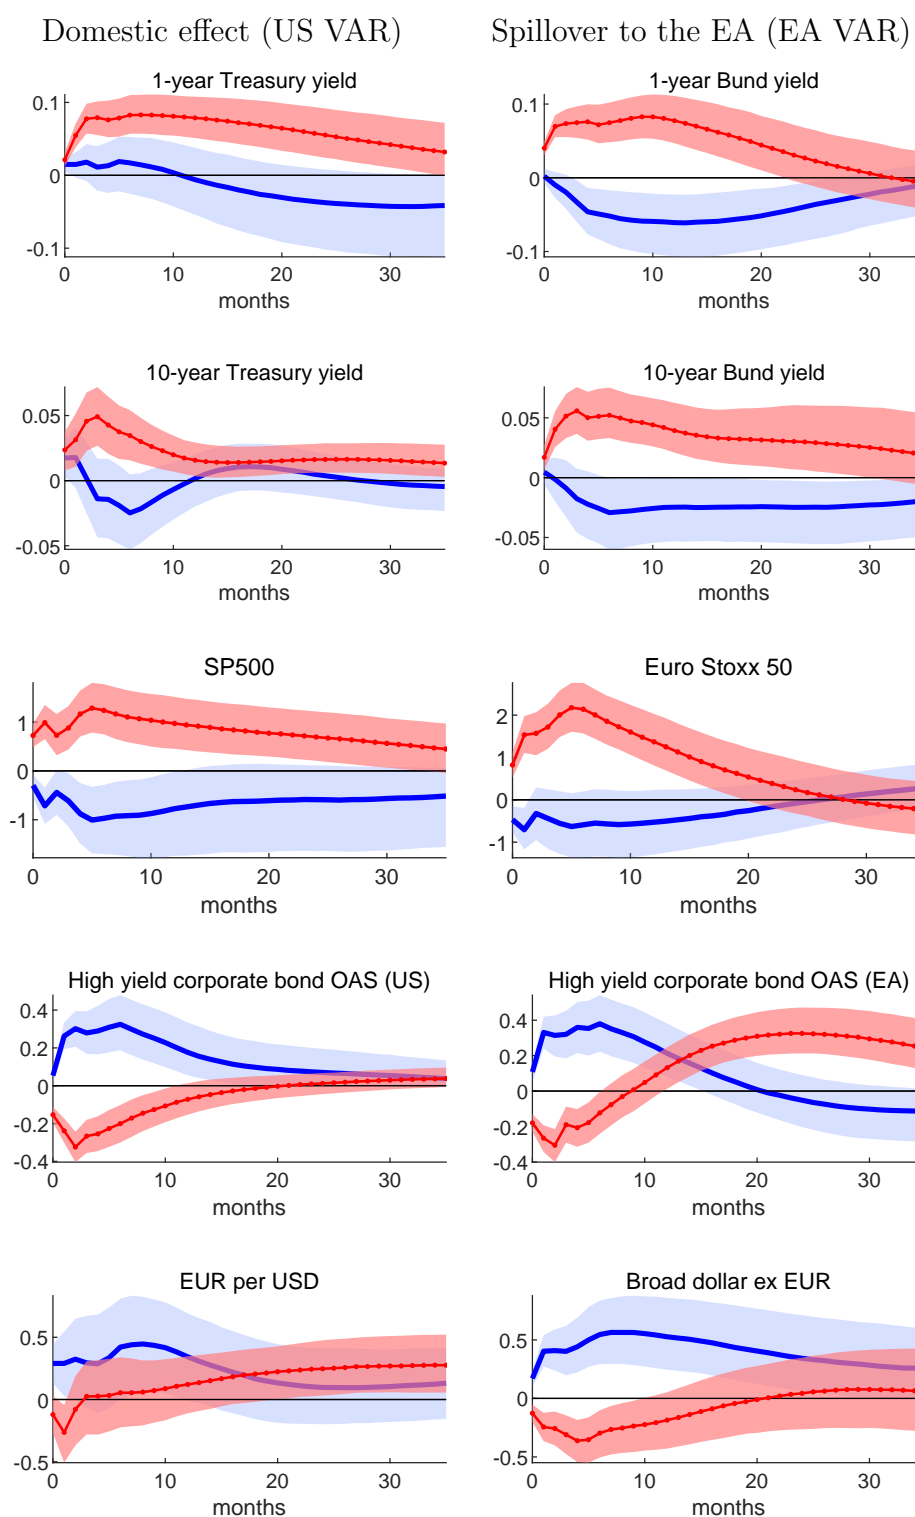 Domestic effect (US VAR)
Spillover to the EA (EA VAR)
1-year Treasury yield
0.1
0
-0.1
0 10 20 30
months
1-year Bund yield
0.1
0
-0.1
0 10 20 30
months
10-year Treasury yield
0.05
0
-0.05
0 10 20 30
months
10-year Bund yield
0.05
0
-0.05
0 10 20 30
months
SP500
1
0
-1
0 10 20 30
months
Euro Stoxx 50
2
1
0
-1
0 10 20 30
months
High yield corporate bond OAS (US)
0.4
0.2
0
-0.2
-0.4
0 10 20 30
months
High yield corporate bond OAS (EA)
0.4
0.2
0
-0.2
-0.4
0 10 20 30
months
EUR per USD
0.5
0
-0.5
0 10 20 30
months
Broad dollar ex EUR
0.5
0
-0.5
0 10 20 30
months